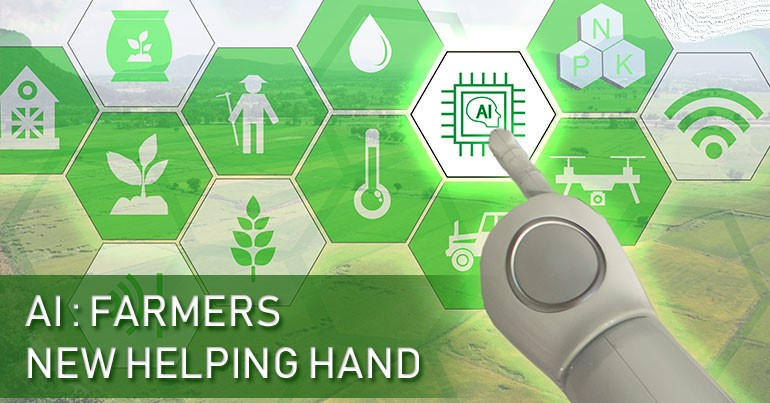 N
P K
AI
AI : FARMERS
NEW HELPING HAND